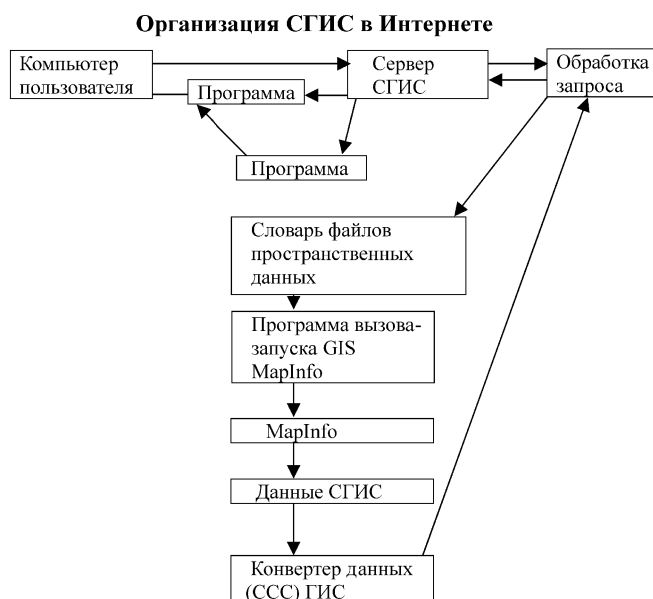 Организация СГИС в Интернете
Компьютер
пользователя
Сервер
СГИС
Обработка
запроса
Программа
Программа
Словарь файлов
пространственных
данных
Программа вызова-
запуска GIS
MapInfo
MapInfo
Данные СГИС
Конвертер данных
(ССС) ГИС